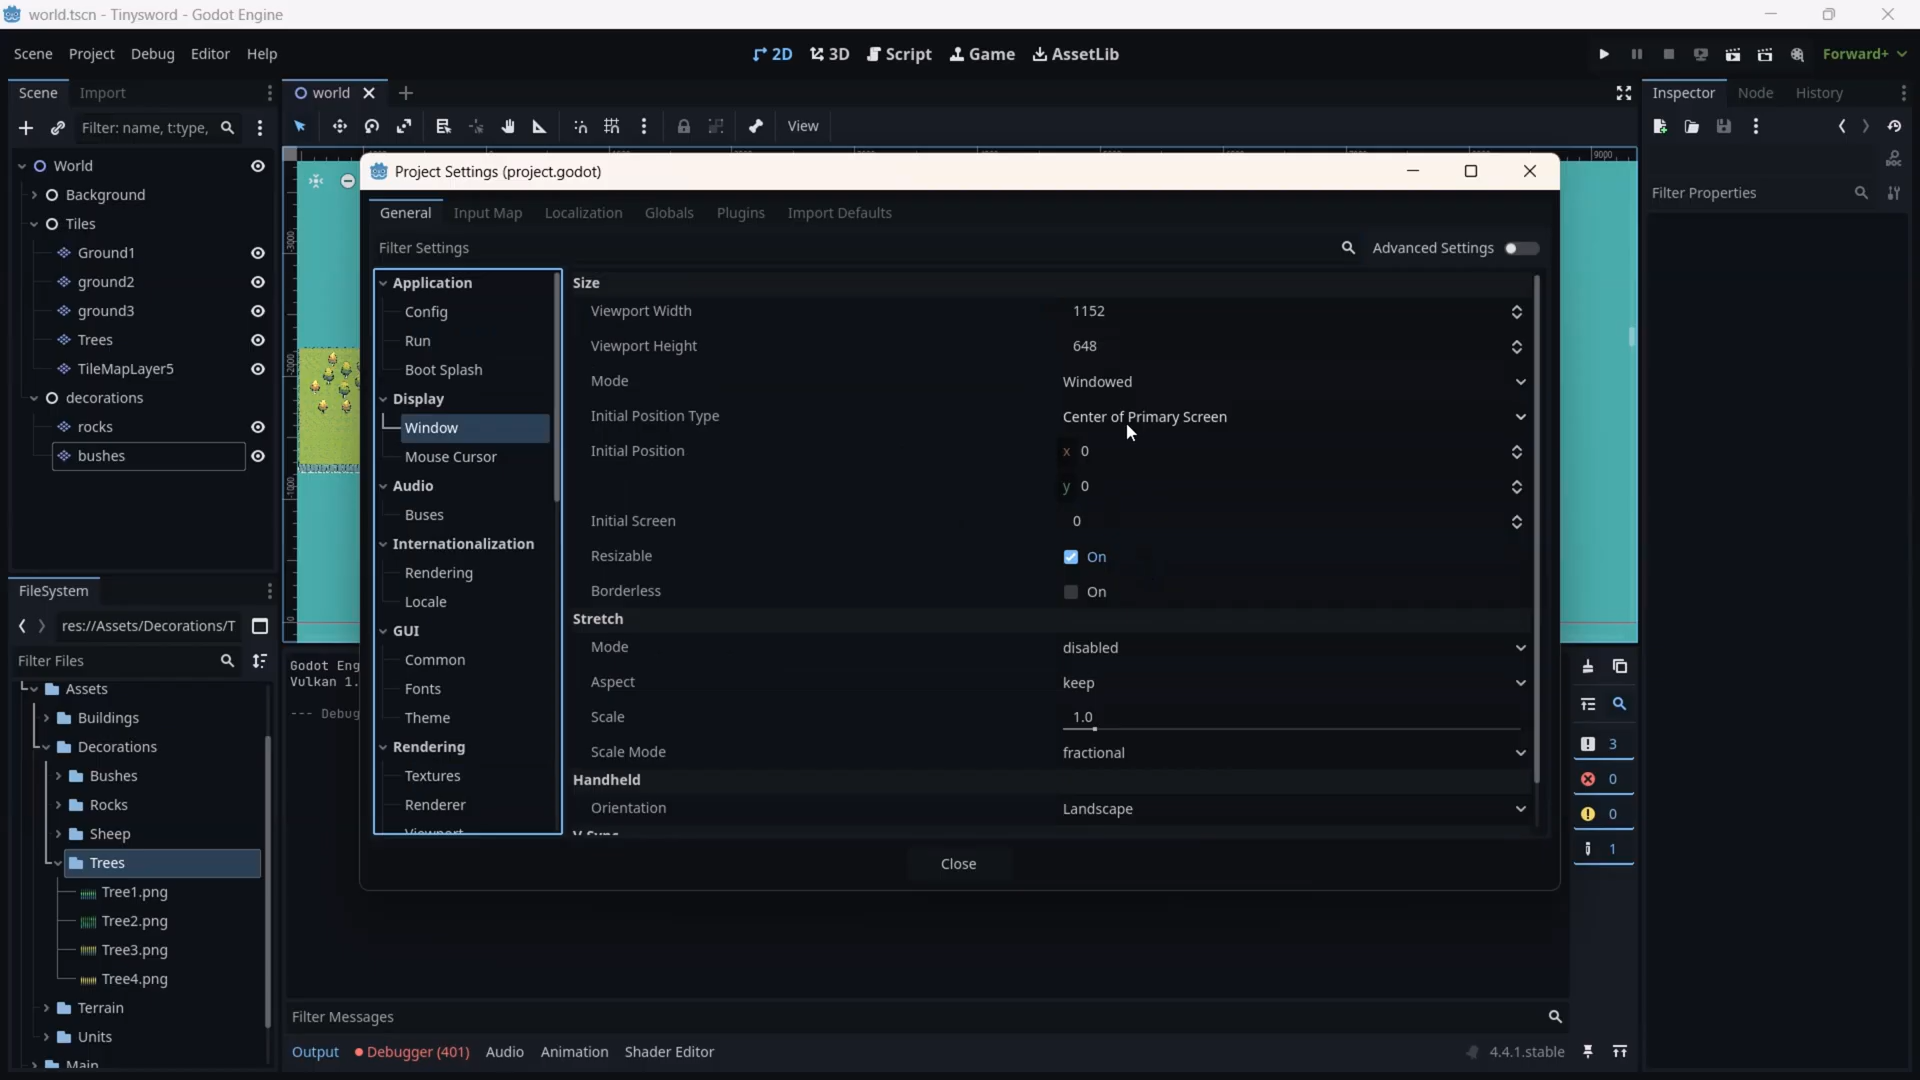 world.tscn - Tinysword - Godot Engine
Scene Project Debug Editor Help
2D 3D Script Game AssetLib
Forward+
Scene Import
world
Inspector Node History
Filter: name, t:type,
View
World
Background
Tiles
Ground1
ground2
ground3
Trees
TileMapLayer5
decorations
rocks
bushes
Filter Properties
9000
Project Settings (project.godot)
General Input Map Localization Globals Plugins Import Defaults
Filter Settings
Advanced Settings
Application
Config
Run
Boot Splash
Display
Window
Mouse Cursor
Audio
Buses
Internationalization
Rendering
Locale
GUI
Common
Fonts
Theme
Rendering
Textures
Renderer
Viewport
Size
Viewport Width 1152
Viewport Height 648
Mode Windowed
Initial Position Type Center of Primary Screen
Initial Position x 0
y 0
Initial Screen 0
Resizable On
Borderless On
Stretch
Mode disabled
Aspect keep
Scale 1.0
Scale Mode fractional
Handheld
Orientation Landscape
V-Sync
Close
FileSystem
res://Assets/Decorations/T
Filter Files
Assets
Buildings
Decorations
Bushes
Rocks
Sheep
Trees
Tree1.png
Tree2.png
Tree3.png
Tree4.png
Terrain
Units
Main
Godot Eng
Vulkan 1.
--- Debug
3
0
0
1
Filter Messages
Output Debugger (401) Audio Animation Shader Editor
4.4.1.stable